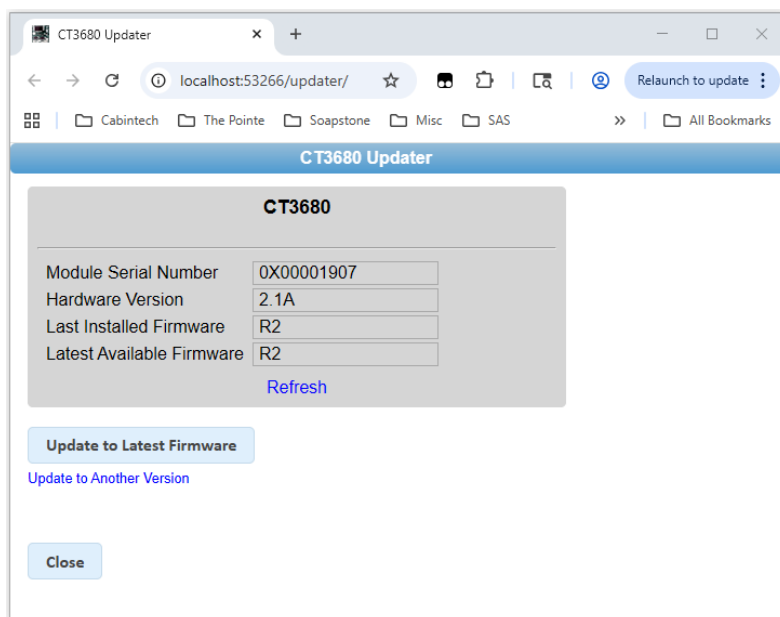 CT3680 Updater
localhost:53266/updater/
Relaunch to update
Cabintech The Pointe Soapstone Misc SAS » All Bookmarks
CT3680 Updater
CT3680
Module Serial Number 0X00001907
Hardware Version 2.1A
Last Installed Firmware R2
Latest Available Firmware R2
Refresh
Update to Latest Firmware
Update to Another Version
Close